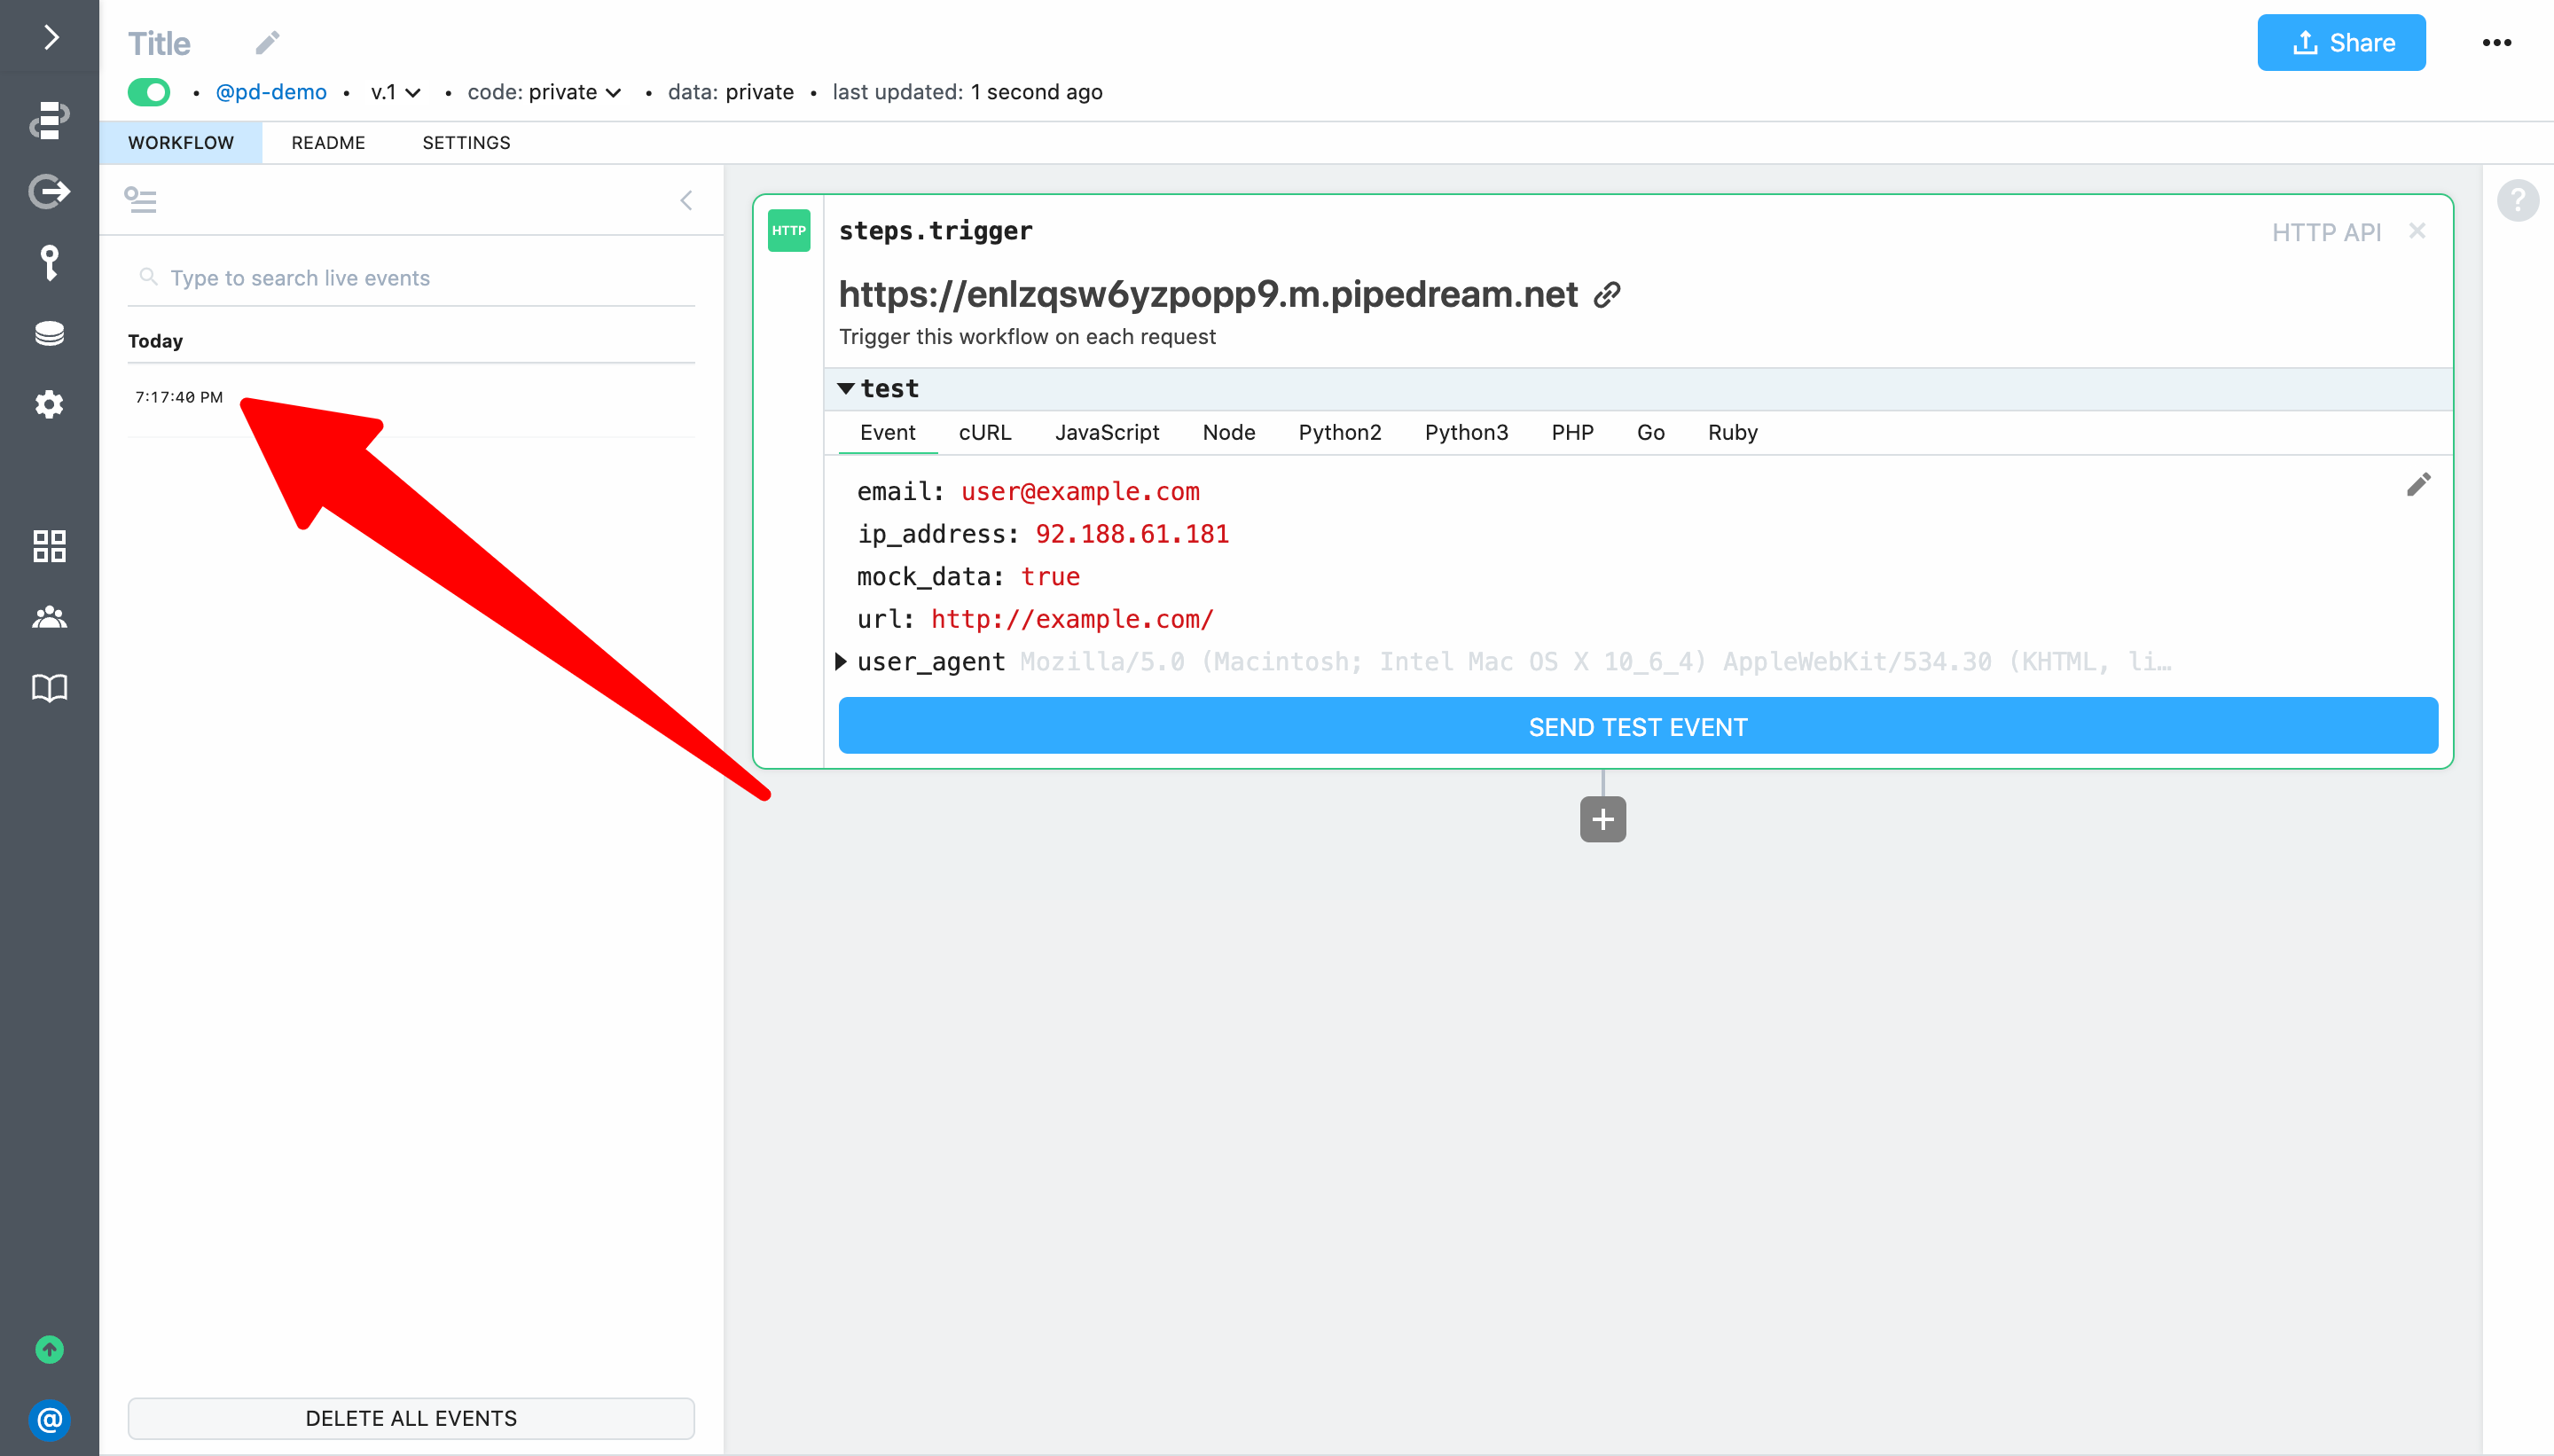 Title
Share
@pd-demo • v.1 • code: private • data: private • last updated: 1 second ago
WORKFLOW README SETTINGS
Type to search live events
Today
7:17:40 PM
DELETE ALL EVENTS
HTTP steps.trigger HTTP API
https://enlzqsw6yzpopp9.m.pipedream.net
Trigger this workflow on each request
test
Event cURL JavaScript Node Python2 Python3 PHP Go Ruby
email: user@example.com
ip_address: 92.188.61.181
mock_data: true
url: http://example.com/
user_agent Mozilla/5.0 (Macintosh; Intel Mac OS X 10_6_4) AppleWebKit/534.30 (KHTML, li…
SEND TEST EVENT
+
?
@